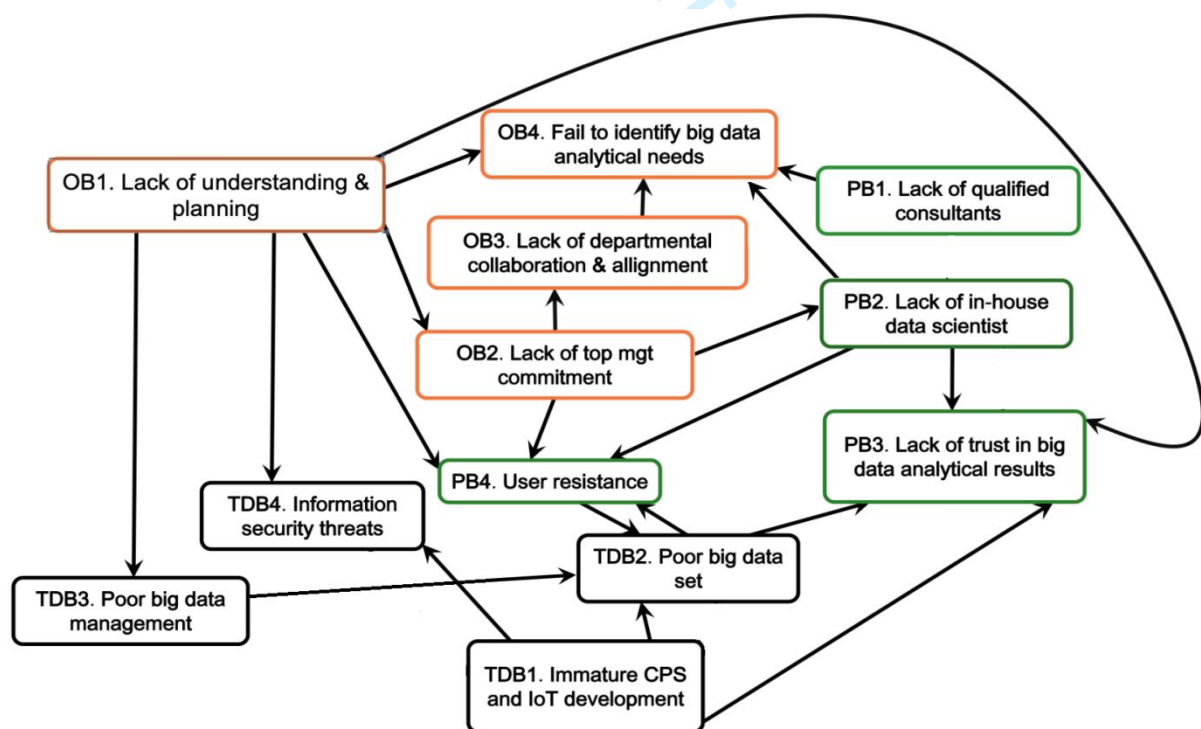 OB4. Fail to identify big data
analytical needs
OB1. Lack of understanding &
planning
PB1. Lack of qualified
consultants
OB3. Lack of departmental
collaboration & allignment
PB2. Lack of in-house
data scientist
OB2. Lack of top mgt
commitment
PB3. Lack of trust in big
data analytical results
PB4. User resistance
TDB4. Information
security threats
TDB2. Poor big data
set
TDB3. Poor big data
management
TDB1. Immature CPS
and IoT development